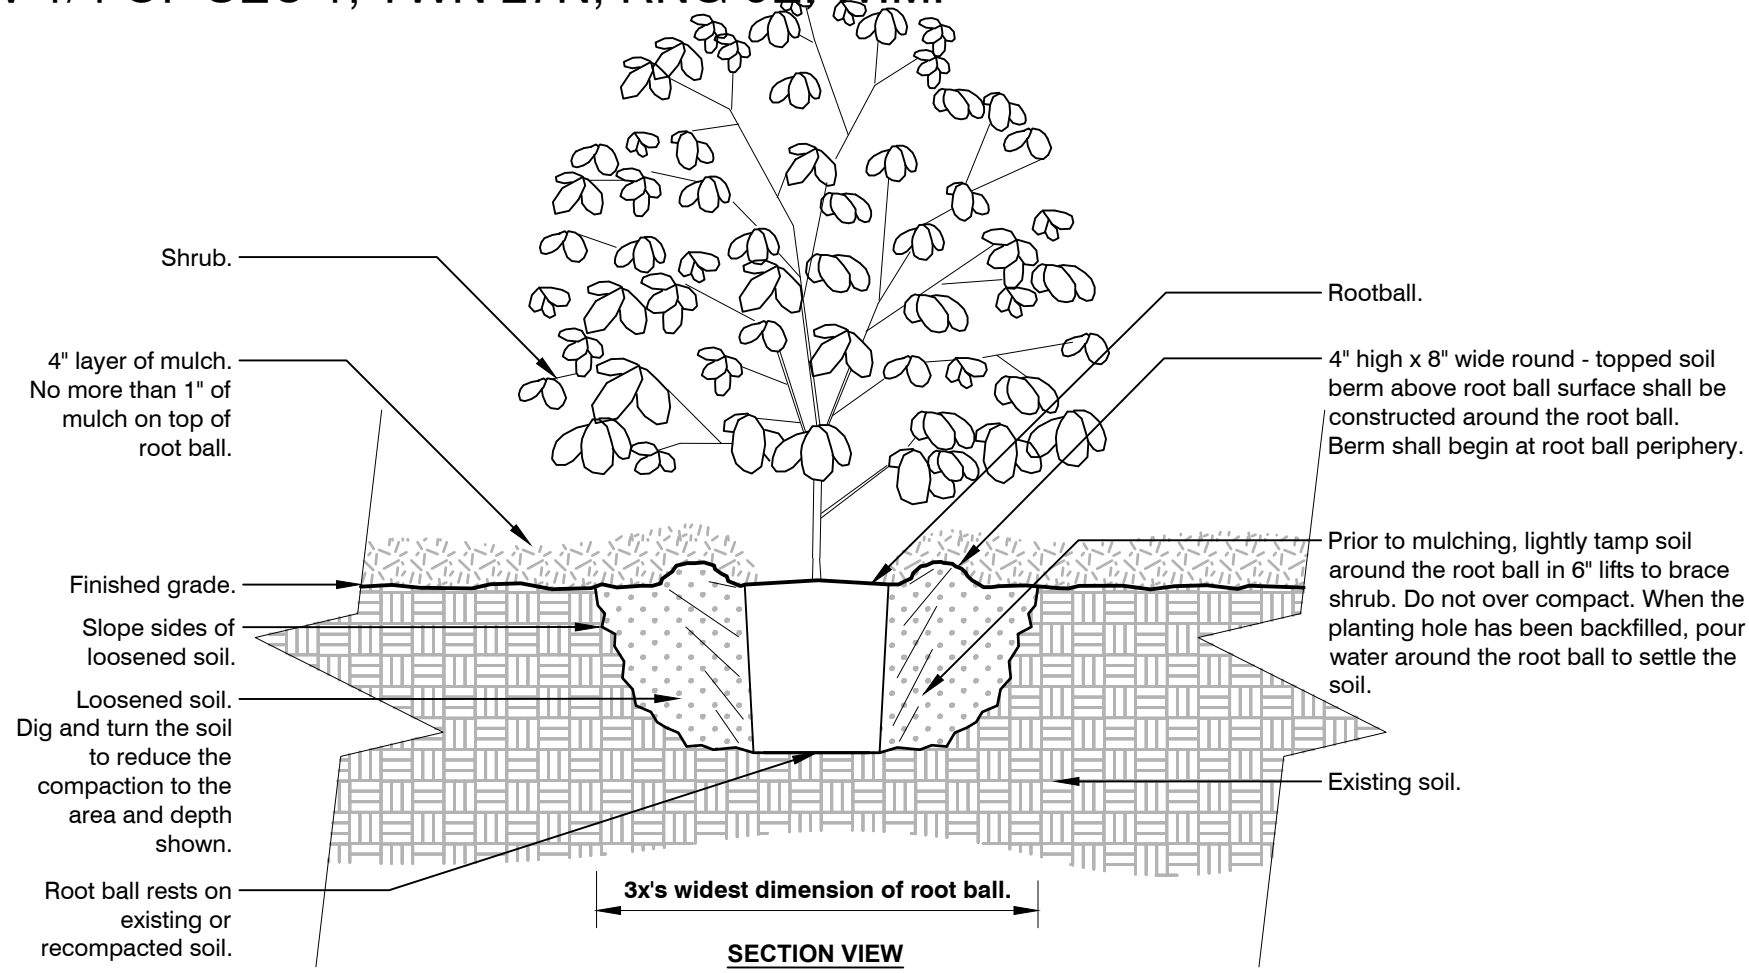 Shrub.
4" layer of mulch.
No more than 1" of
mulch on top of
root ball.
Finished grade.
Slope sides of
loosened soil.
Loosened soil.
Dig and turn the soil
to reduce the
compaction to the
area and depth
shown.
Root ball rests on
existing or
recompacted soil.
Rootball.
4" high x 8" wide round - topped soil
berm above root ball surface shall be
constructed around the root ball.
Berm shall begin at root ball periphery.
Prior to mulching, lightly tamp soil
around the root ball in 6" lifts to brace
shrub. Do not over compact. When the
planting hole has been backfilled, pour
water around the root ball to settle the
soil.
Existing soil.
3x's widest dimension of root ball.
SECTION VIEW